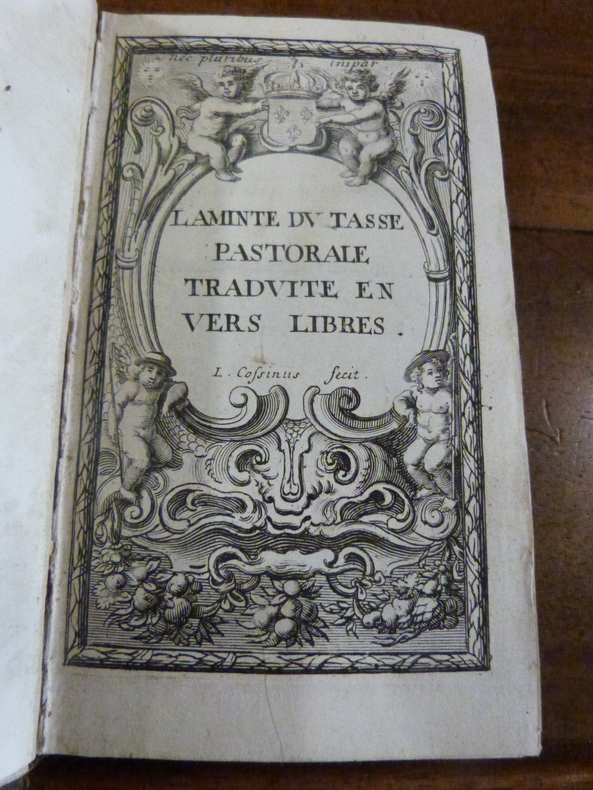 nec pluribus impar
LAMINTE DV TASSE
PASTORALE
TRADVITE EN
VERS LIBRES .
L. Cossinus fecit.